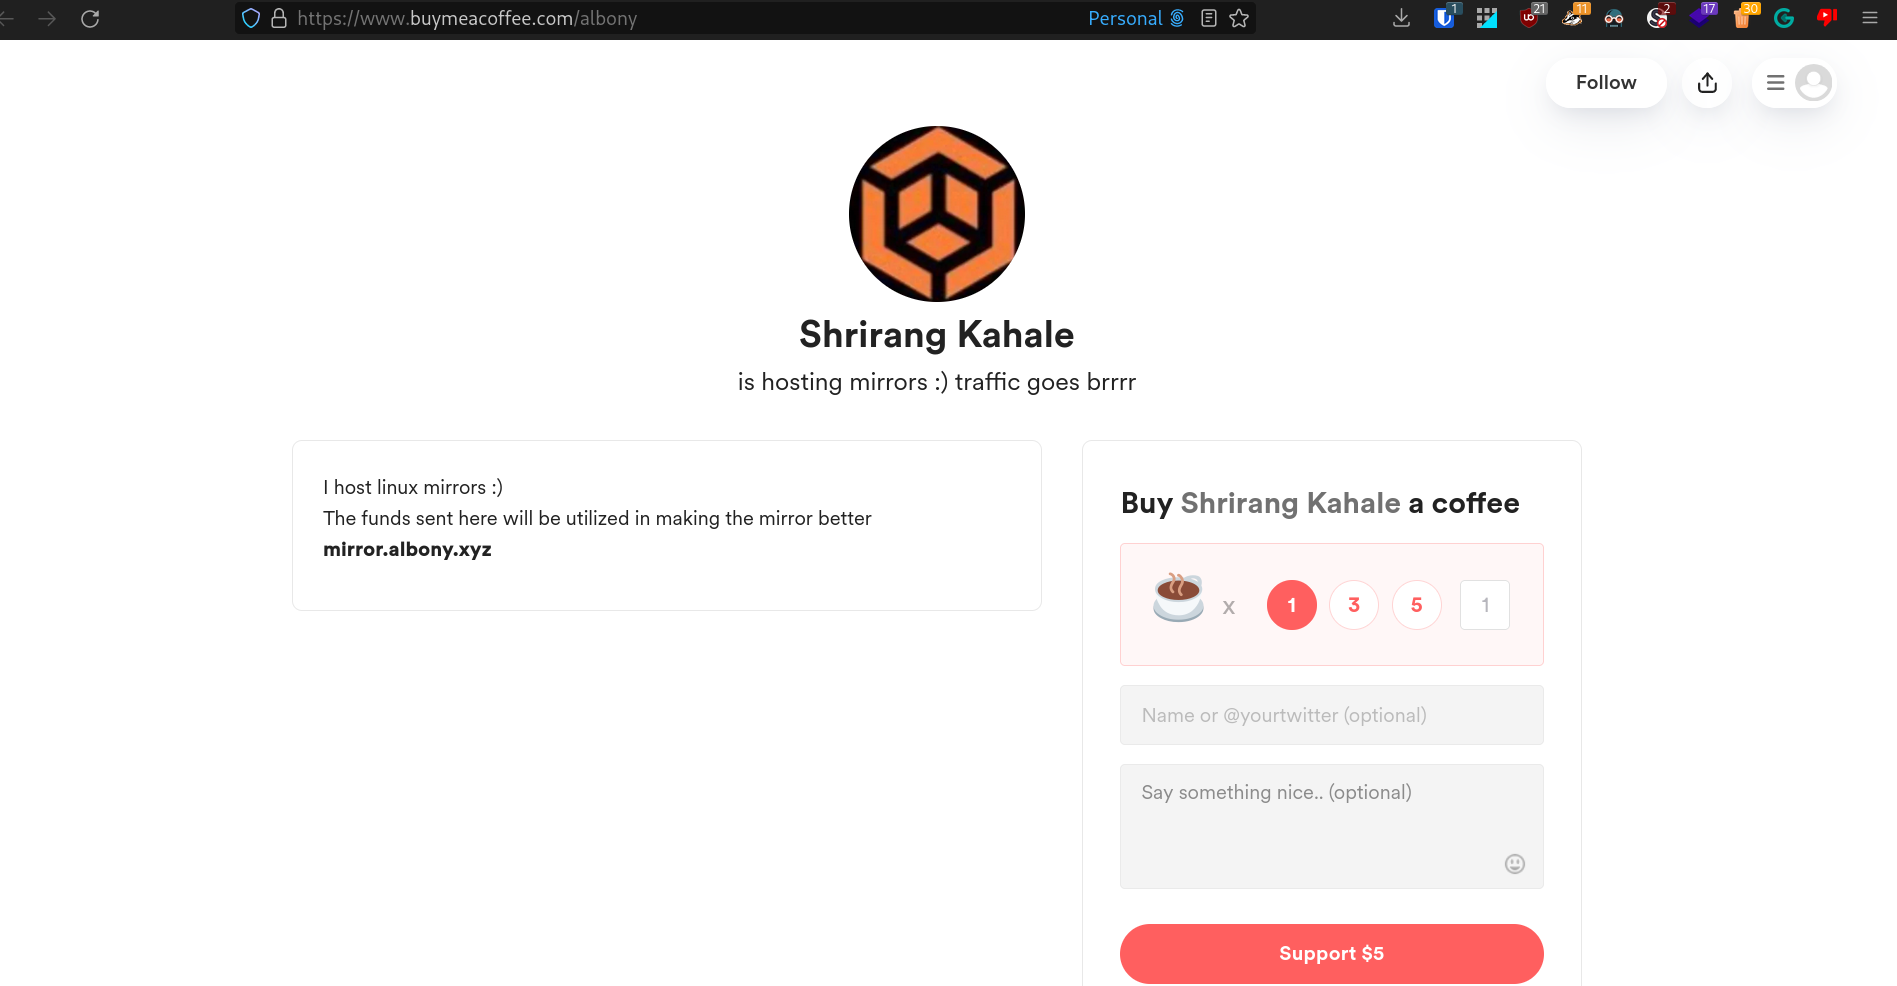 https://www.buymeacoffee.com/albony
Personal
1
21
11
2
17
30
Follow
Shrirang Kahale
is hosting mirrors :) traffic goes brrrr
I host linux mirrors :)
The funds sent here will be utilized in making the mirror better
mirror.albony.xyz
Buy Shrirang Kahale a coffee
x 1 3 5 1
Name or @yourtwitter (optional)
Say something nice.. (optional)
Support $5